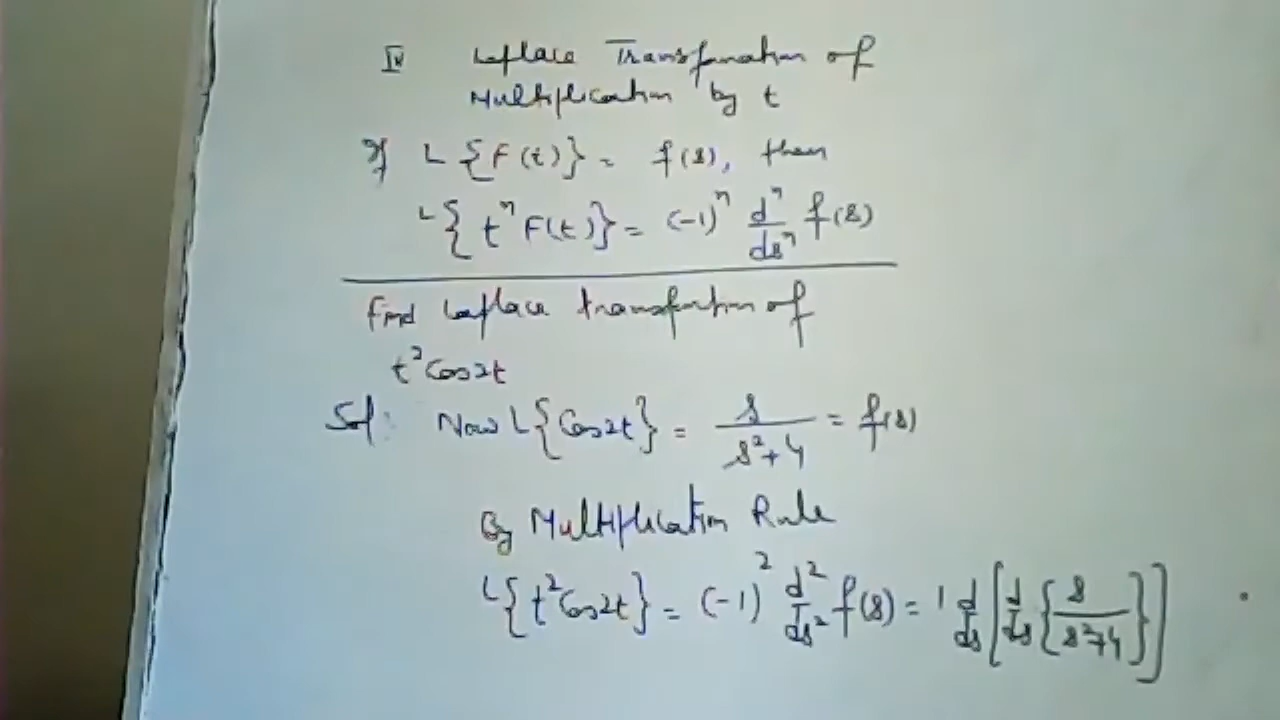 IV Laplace Transformation of
Multiplication by t
If L{F(t)} = f(s), then
L{t^n F(t)} = (-1)^n d^n/ds^n f(s)
Find Laplace transformation of
t^2 Cos2t
Sol: Now L{Cos2t} = s/(s^2+4) = f(s)
By Multiplication Rule
L{t^2 Cos2t} = (-1)^2 d^2/ds^2 f(s) = 1 d/ds [d/ds {s/(s^2+4)}]